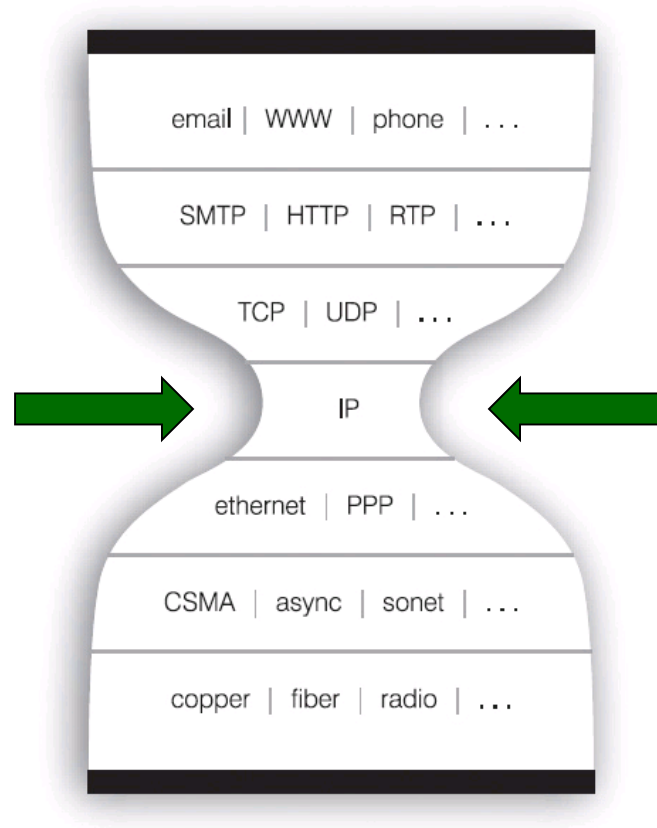 email | WWW | phone | ...
SMTP | HTTP | RTP | ...
TCP | UDP | ...
IP
ethernet | PPP | ...
CSMA | async | sonet | ...
copper | fiber | radio | ...